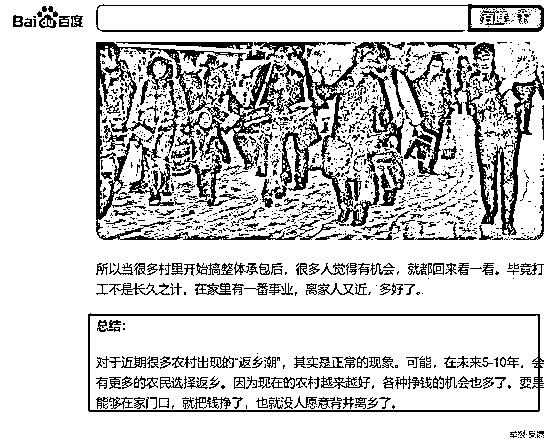 Bai du 百度
百度一下
所以当很多村里开始搞整体承包后，很多人觉得有机会，就都回来看一看。毕竟打
工不是长久之计，在家里有一番事业，离家人又近，多好了。
总结：
对于近期很多农村出现的“返乡潮”，其实是正常的现象。可能，在未来5-10年，会
有更多的农民选择返乡。因为现在的农村越来越好，各种挣钱的机会也多了。要是
能够在家门口，就把钱挣了，也就没人愿意背井离乡了。